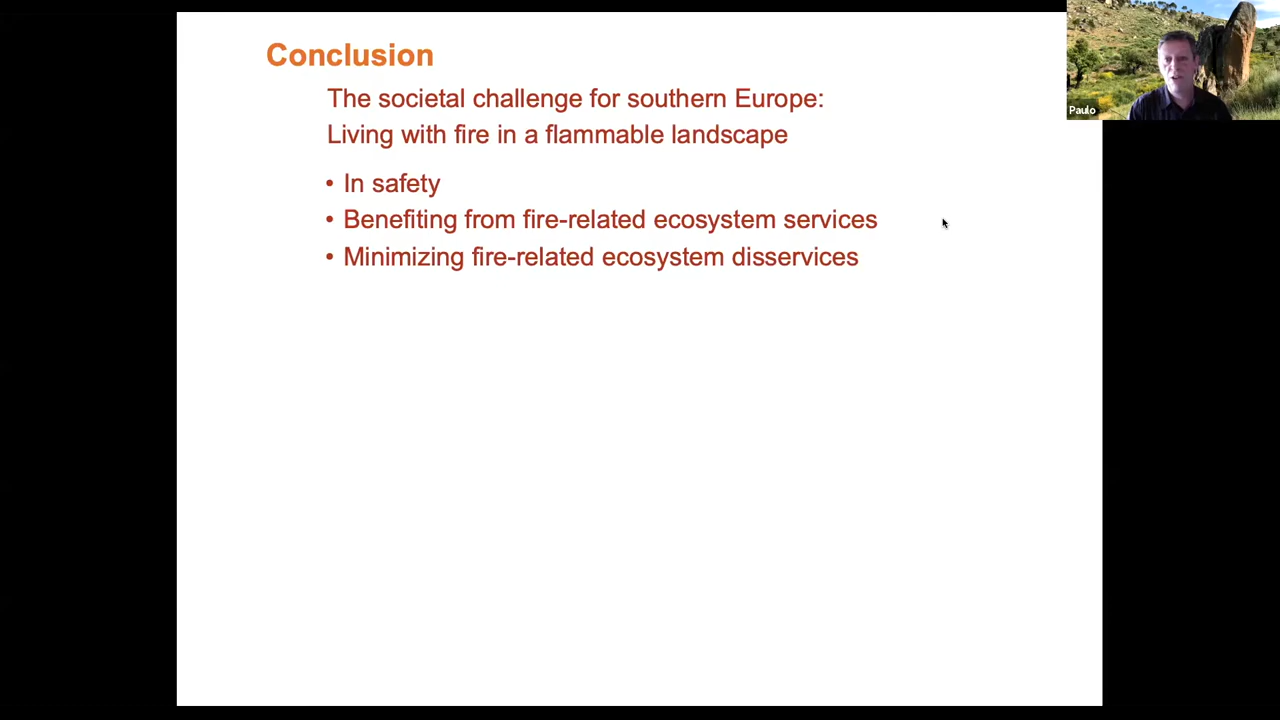 Conclusion
The societal challenge for southern Europe:
Living with fire in a flammable landscape
• In safety
• Benefiting from fire-related ecosystem services
• Minimizing fire-related ecosystem disservices
Paulo